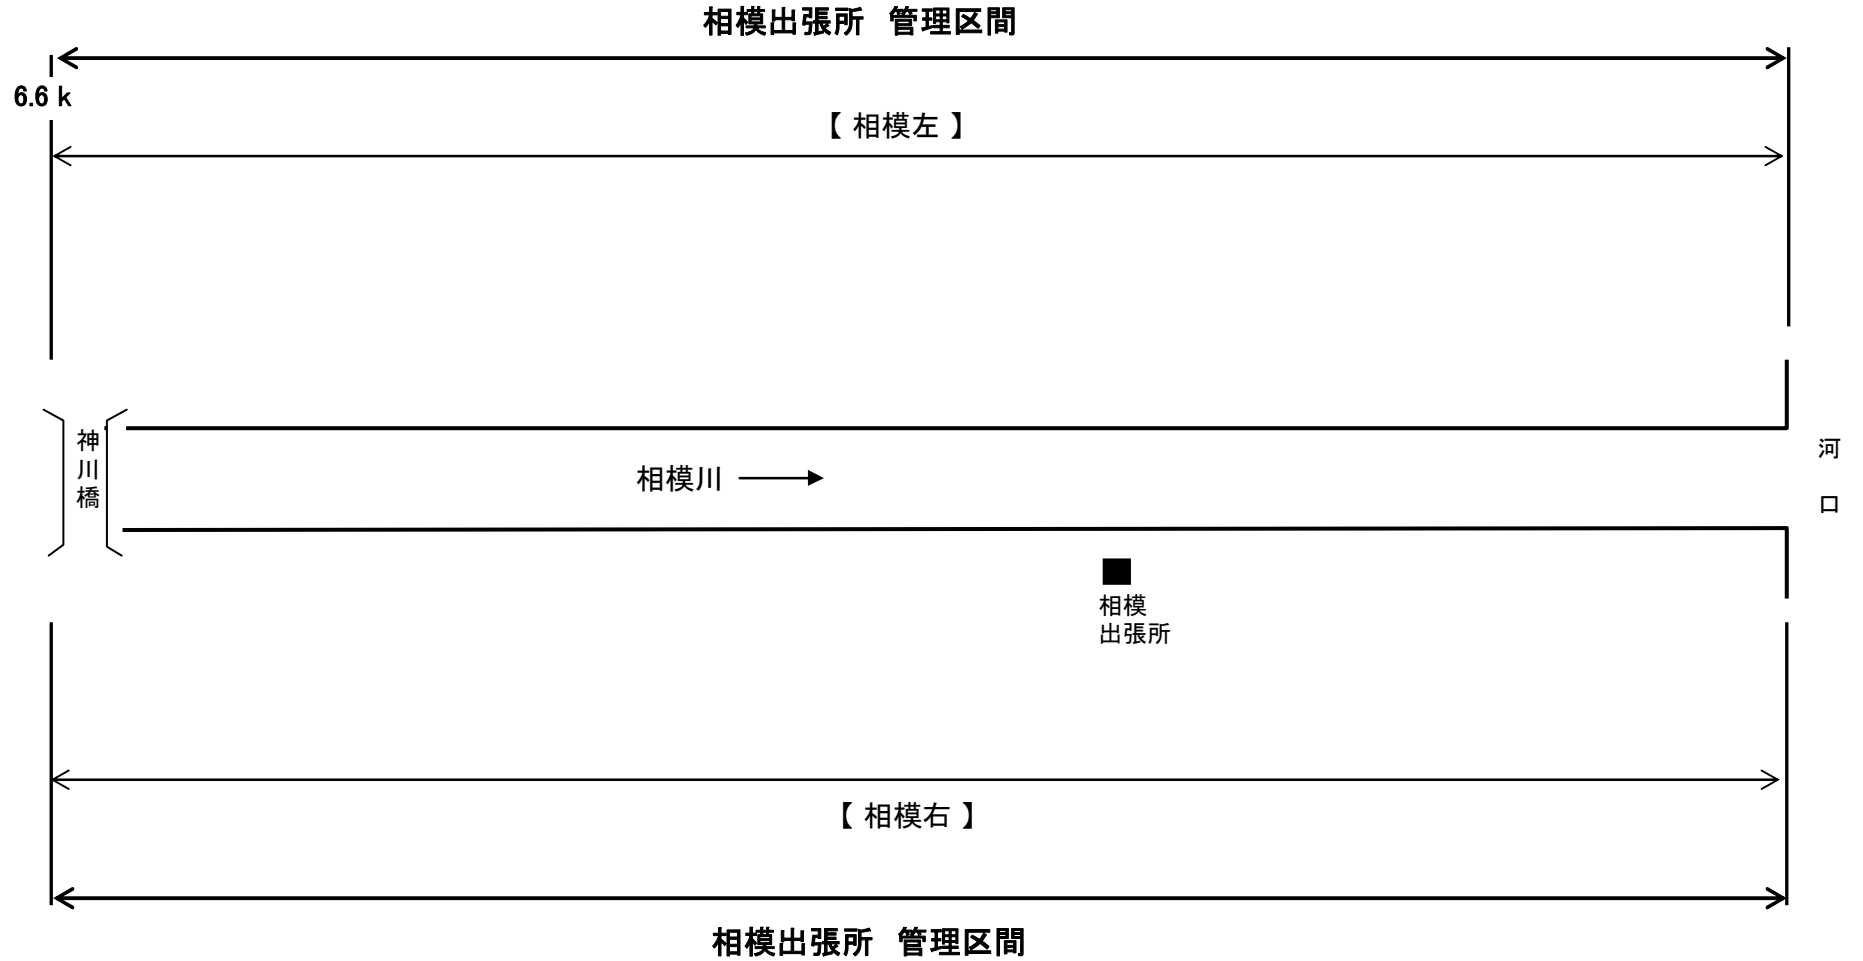 相模出張所　管理区間
6.6 k
【 相模左 】
神川橋
相模川
河口
相模
出張所
【 相模右 】
相模出張所　管理区間